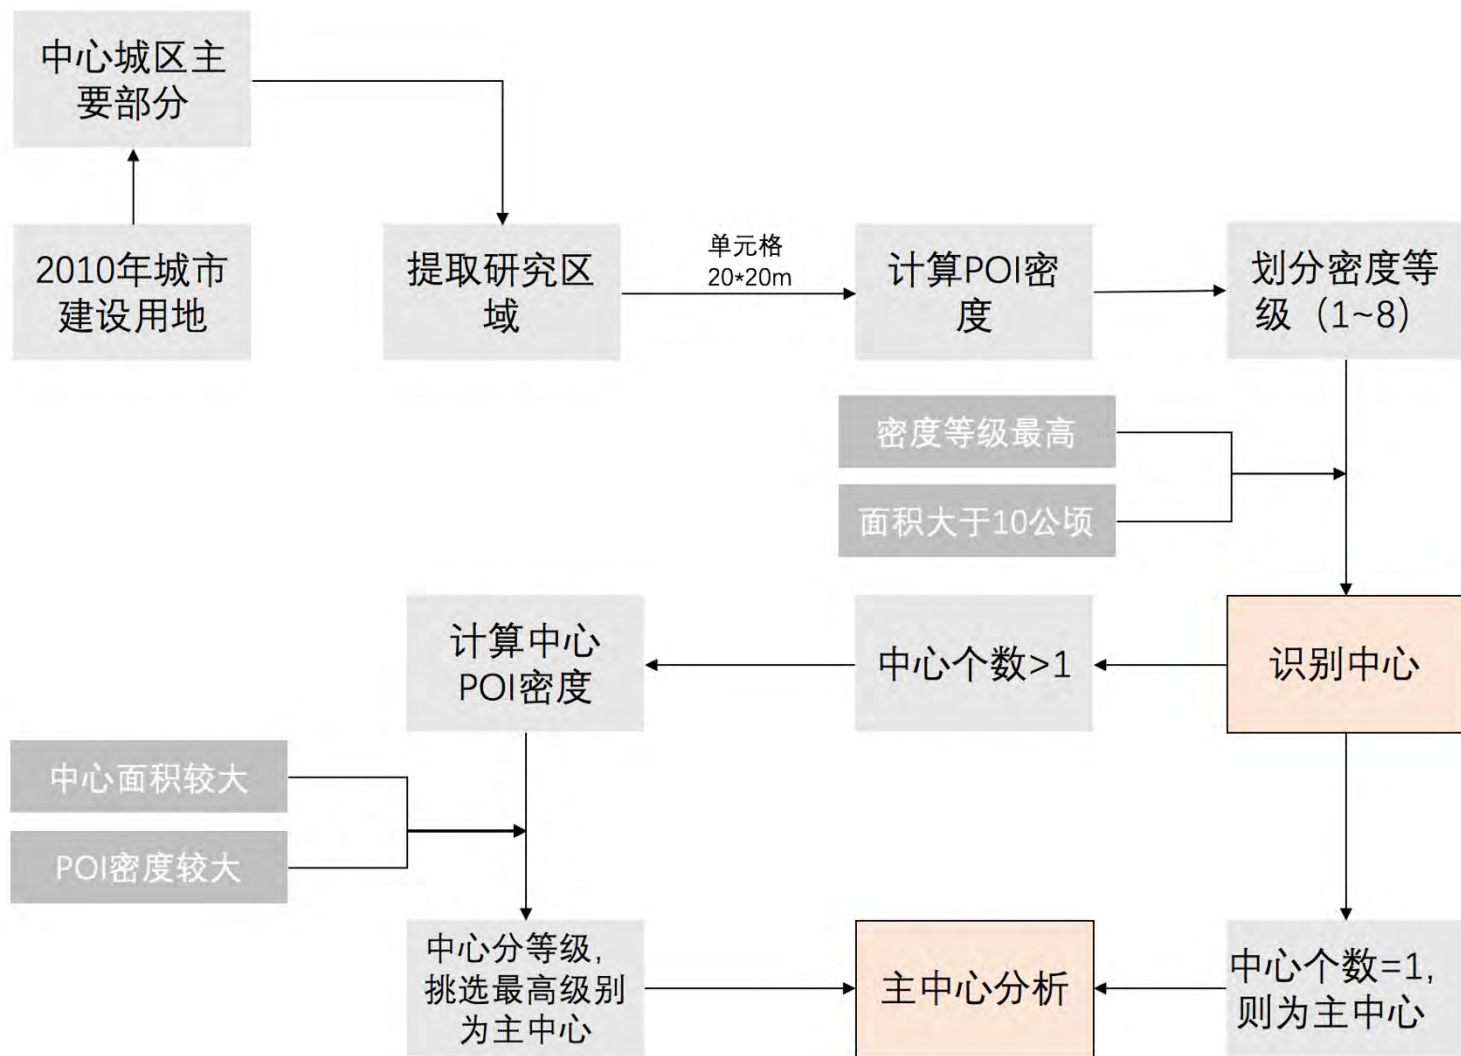 中心城区主
要部分
2010年城市
建设用地
提取研究区
域
单元格
20*20m
计算POI密
度
划分密度等
级（1~8）
密度等级最高
面积大于10公顷
识别中心
中心个数>1
计算中心
POI密度
中心面积较大
POI密度较大
中心分等级，
挑选最高级别
为主中心
主中心分析
中心个数=1，
则为主中心